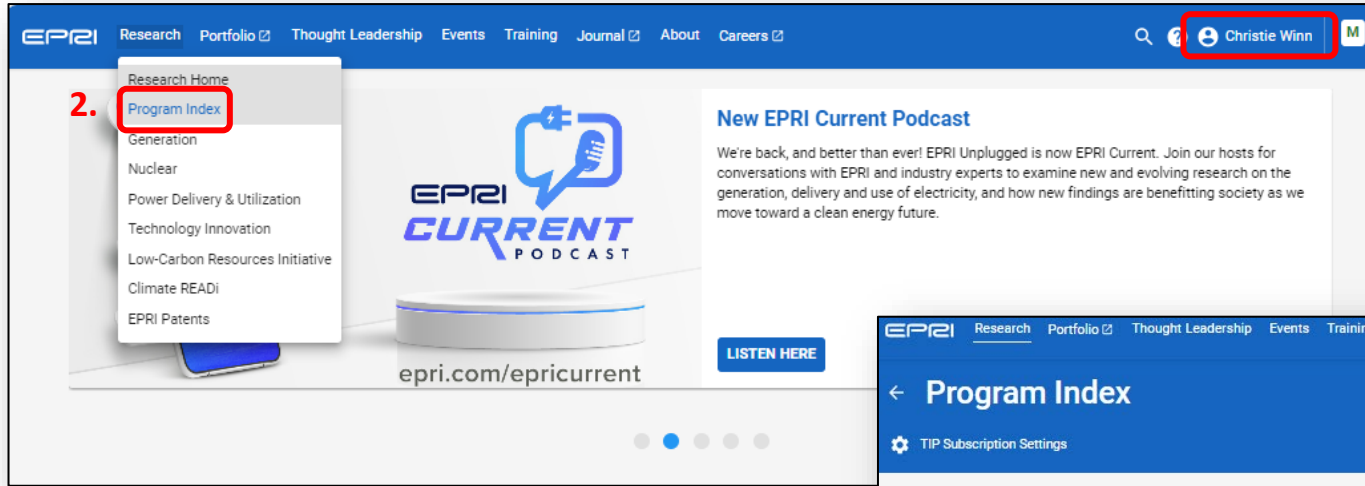 EPRI Research Portfolio Thought Leadership Events Training Journal About Careers Christie Winn M
Research Home
2. Program Index
Generation
Nuclear
Power Delivery & Utilization
Technology Innovation
Low-Carbon Resources Initiative
Climate READi
EPRI Patents
EPRI
CURRENT
PODCAST
epri.com/epricurrent
New EPRI Current Podcast
We're back, and better than ever! EPRI Unplugged is now EPRI Current. Join our hosts for
conversations with EPRI and industry experts to examine new and evolving research on the
generation, delivery and use of electricity, and how new findings are benefitting society as we
move toward a clean energy future.
LISTEN HERE
EPRI Research Portfolio Thought Leadership Events Trainin
Program Index
TIP Subscription Settings